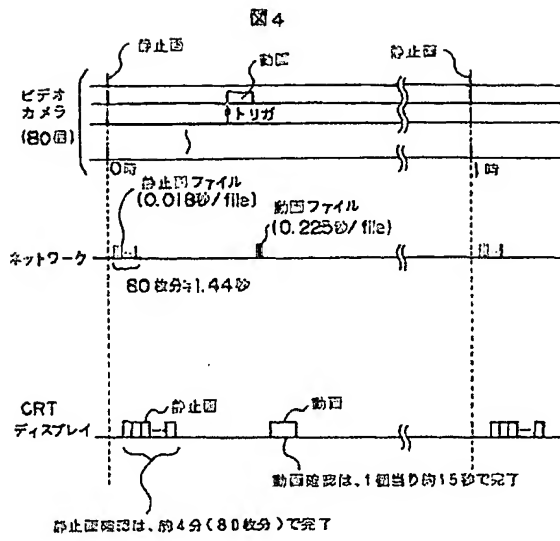 図4
静止画
動画
静止画
ビデオ
カメラ
(80個)
トリガ
0時
1時
静止画ファイル
(0.018秒/file)
動画ファイル
(0.225秒/file)
ネットワーク
80枚分≒1.44秒
CRT
ディスプレイ
静止画
動画
動画確認は、1個当り約15秒で完了
静止画確認は、約4分(80枚分)で完了